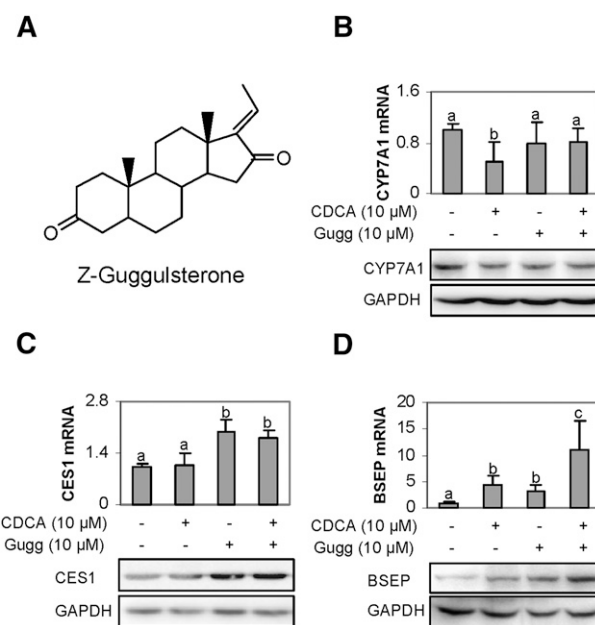 A
O
O
Z-Guggulsterone
B
CYP7A1 mRNA
1.6
0.8
0
a
b
a
a
CDCA (10 µM) - + - +
Gugg (10 µM) - - + +
CYP7A1
GAPDH
C
CES1 mRNA
2.8
1.4
0
a
a
b
b
CDCA (10 µM) - + - +
Gugg (10 µM) - - + +
CES1
GAPDH
D
BSEP mRNA
20
15
10
5
0
a
b
b
c
CDCA (10 µM) - + - +
Gugg (10 µM) - - + +
BSEP
GAPDH